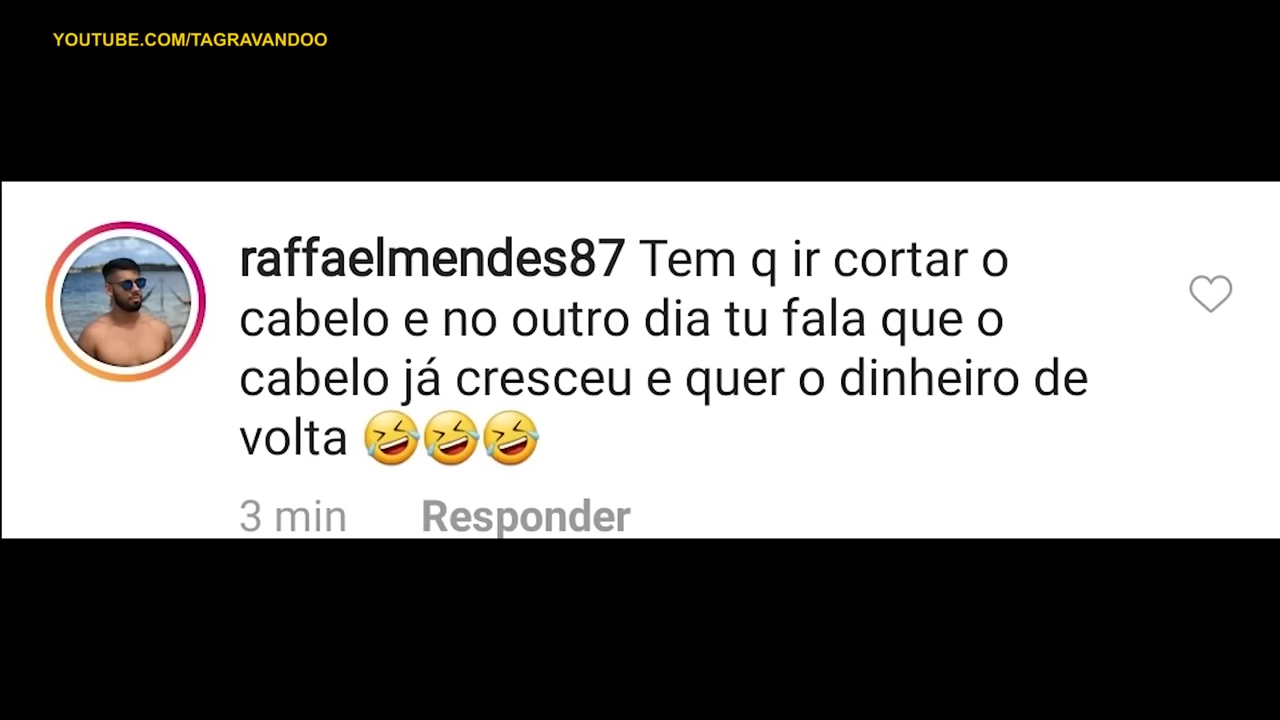 YOUTUBE.COM/TAGRAVANDOO
raffaelmendes87 Tem q ir cortar o
cabelo e no outro dia tu fala que o
cabelo já cresceu e quer o dinheiro de
volta 🤣🤣🤣
3 min Responder